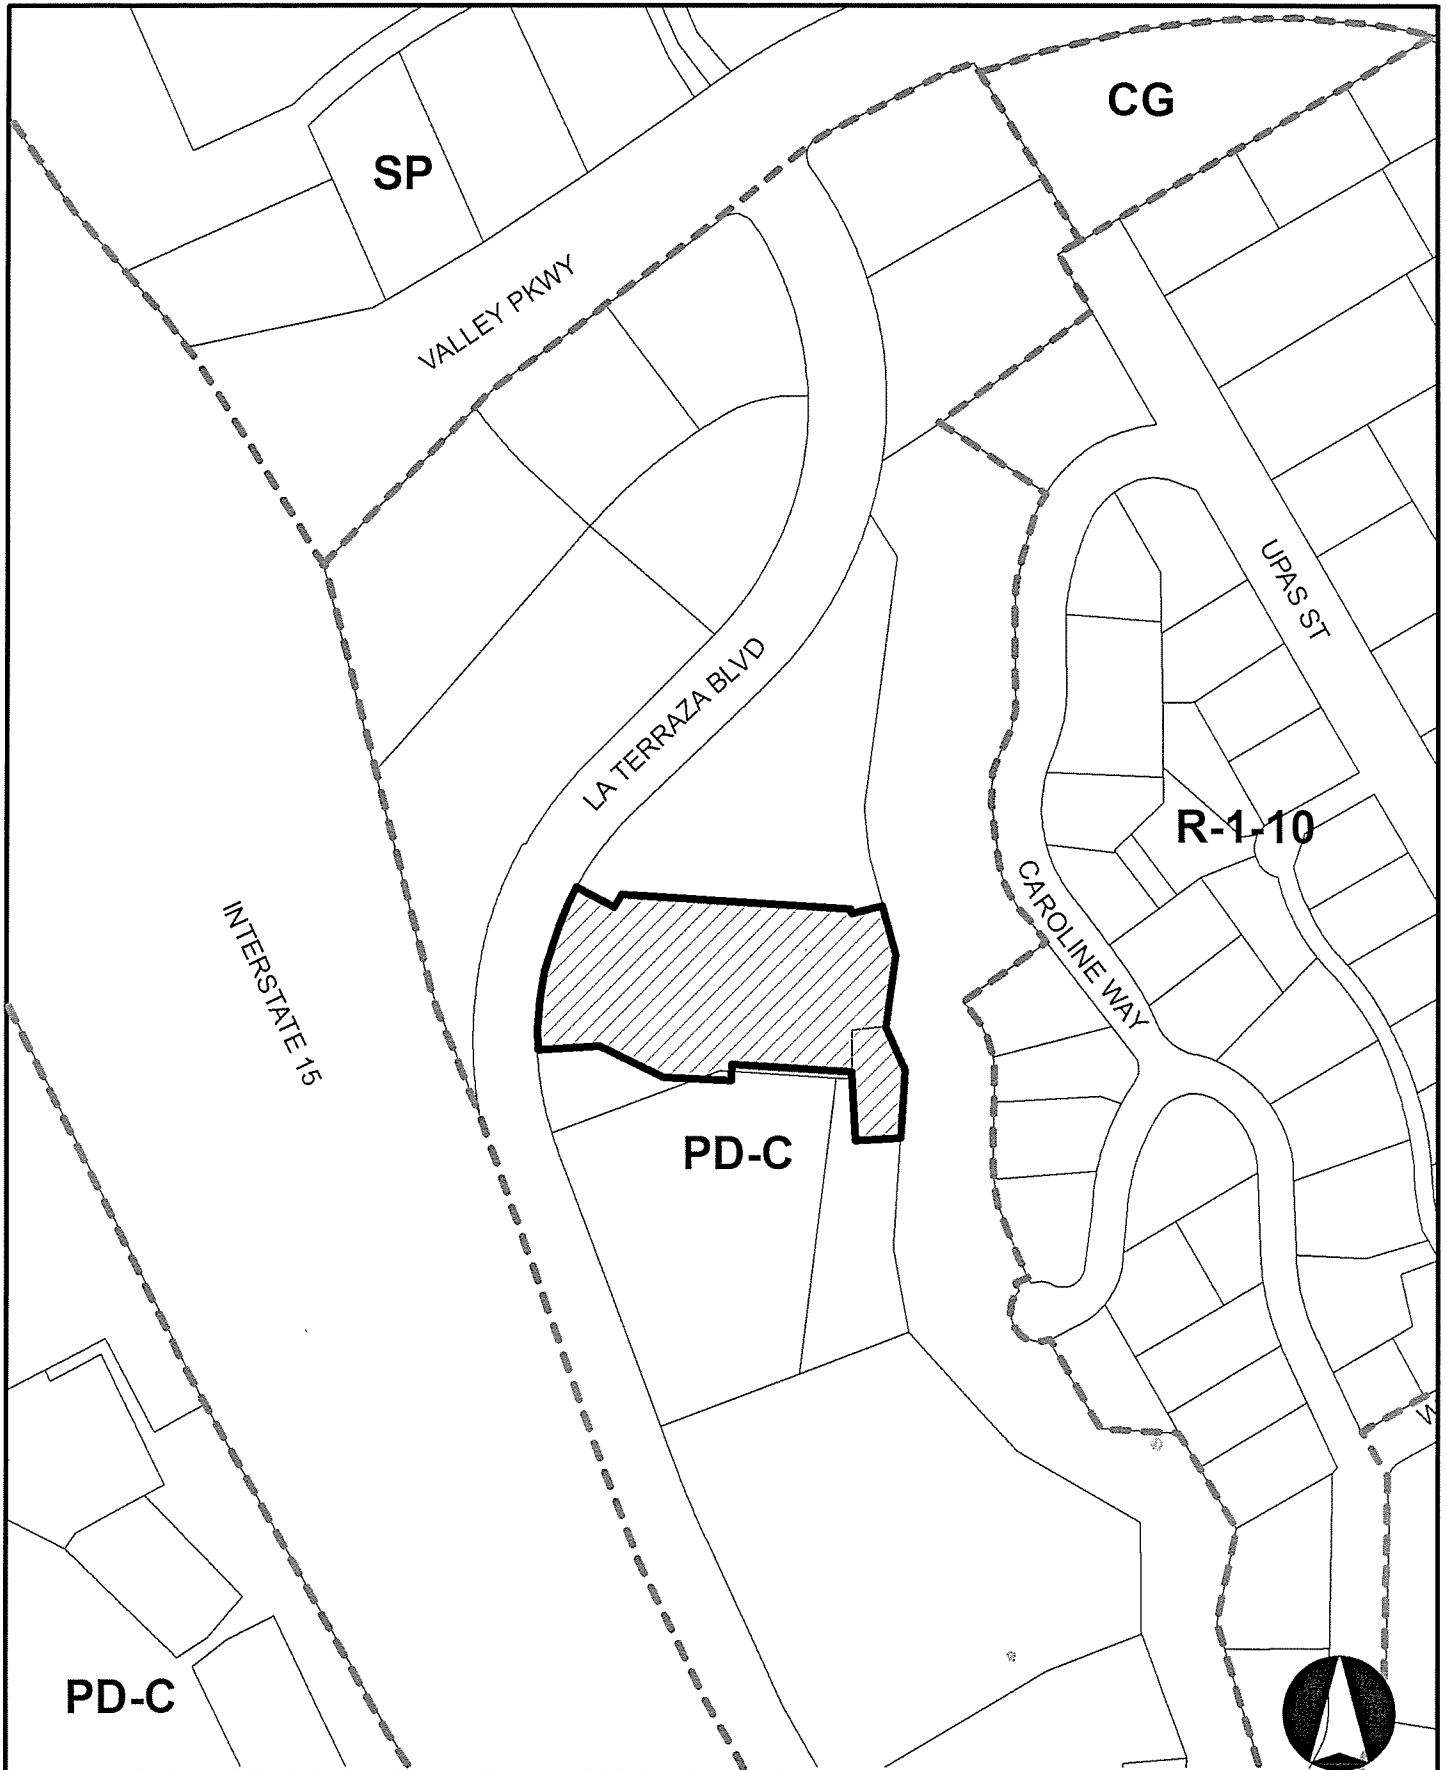 CG
SP
VALLEY PKWY
UPAS ST
LA TERRAZA BLVD
R-1-10
CAROLINE WAY
INTERSTATE 15
PD-C
PD-C